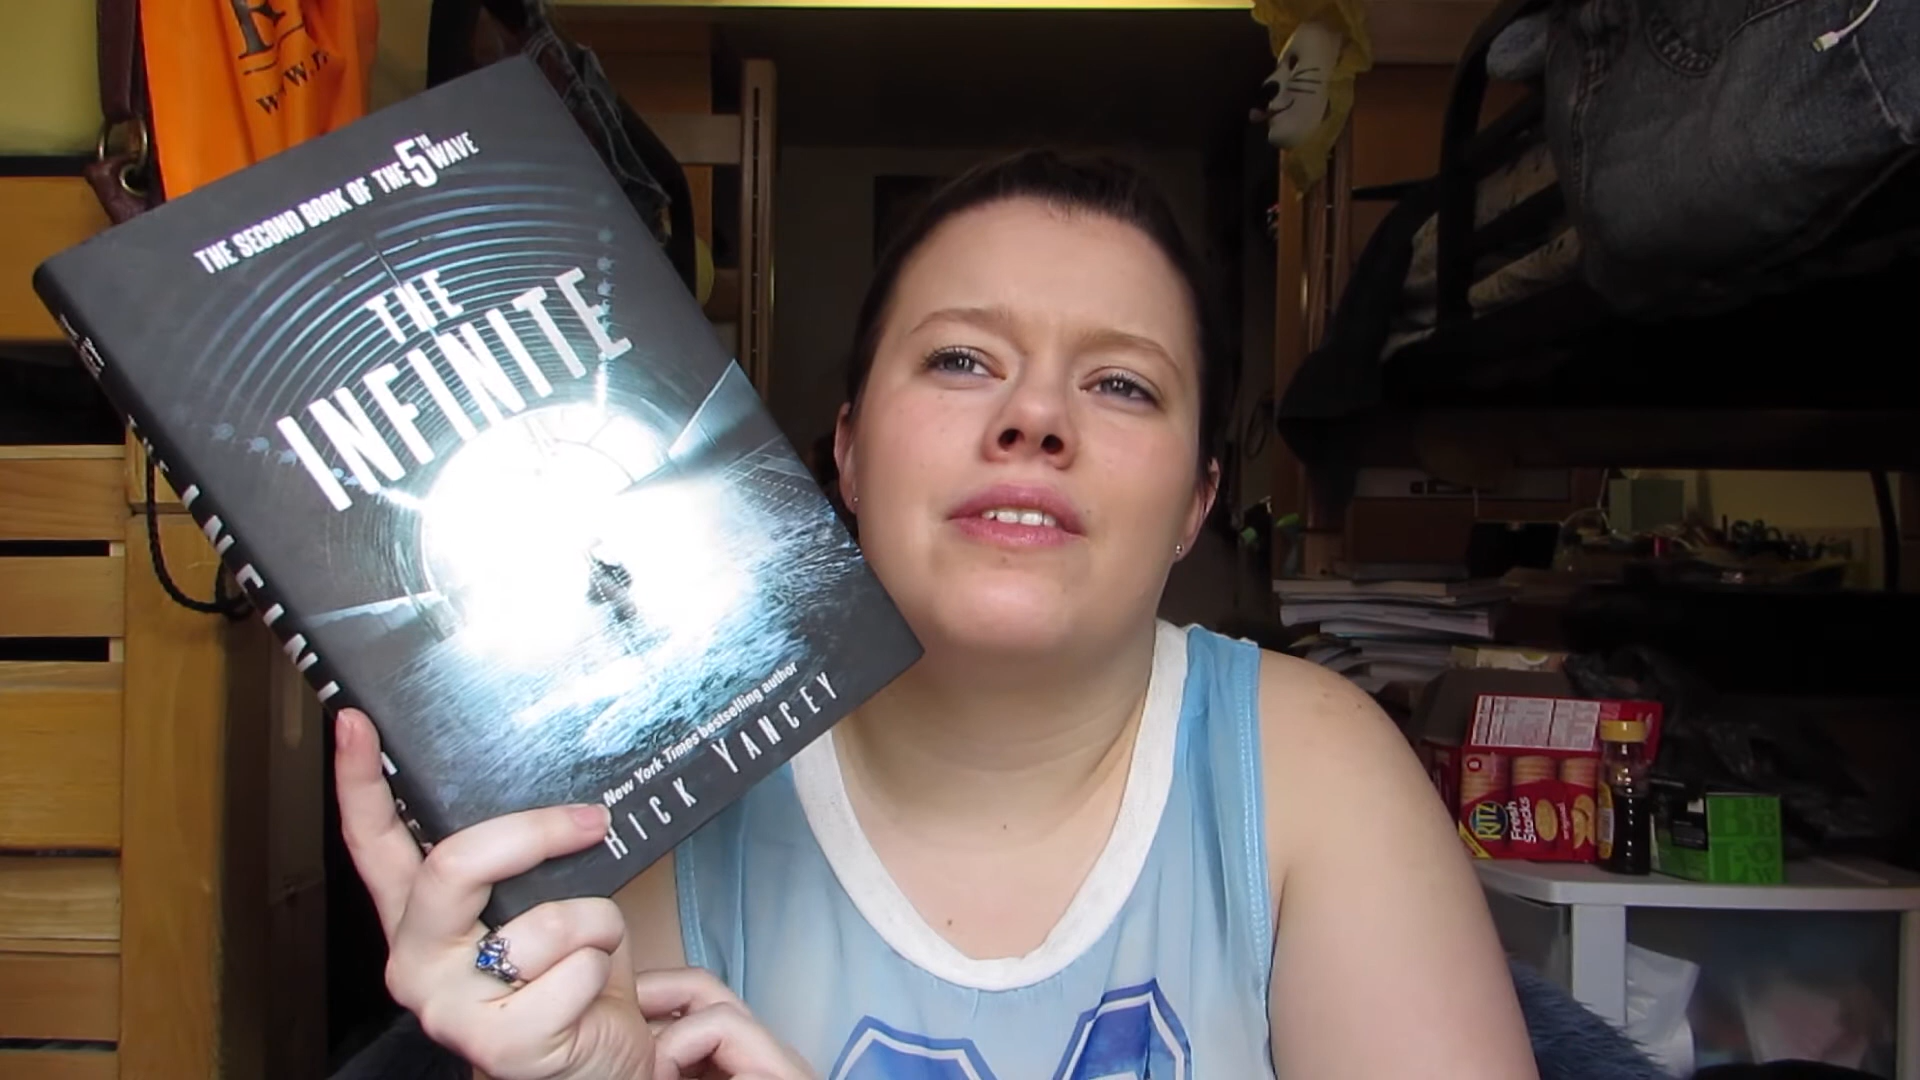 THE SECOND BOOK OF THE 5TH WAVE
THE
INFINITE
New York Times bestselling author
RICK YANCEY
RITZ
Fresh
Stacks